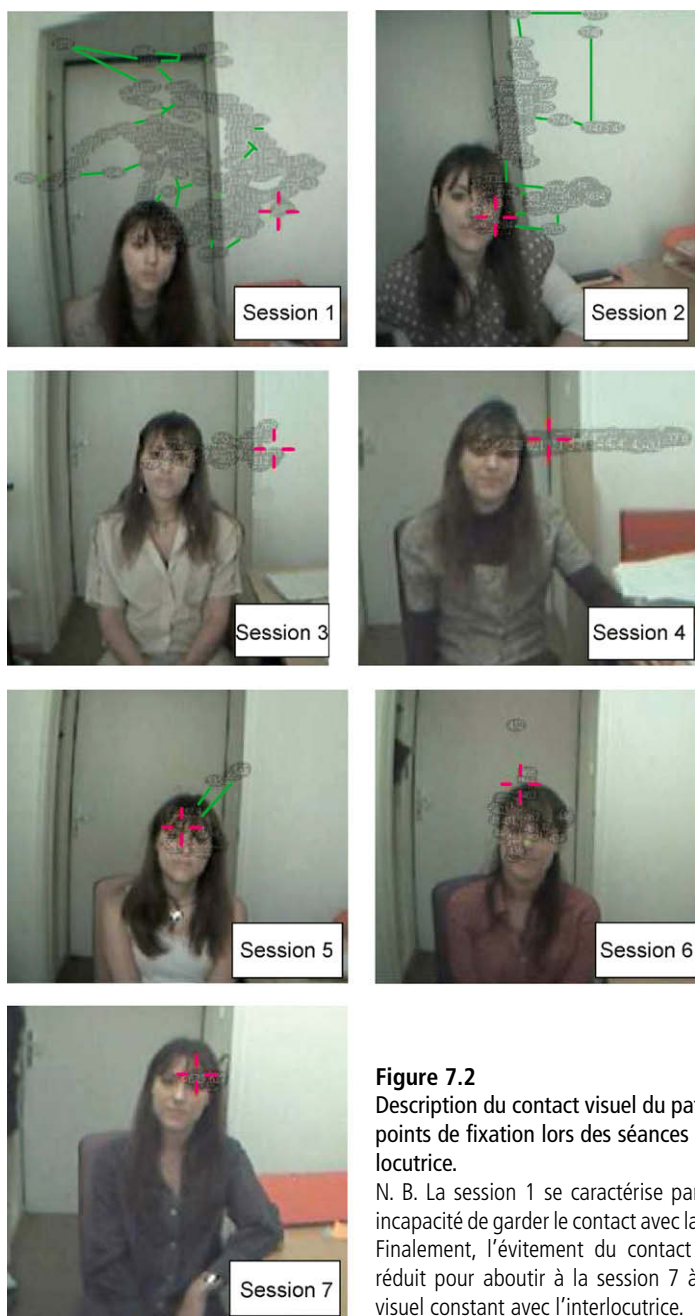 Session 1
Session 2
Session 3
Session 4
Session 5
Session 6
Session 7
Figure 7.2
Description du contact visuel du pa
points de fixation lors des séances
locutrice.
N. B. La session 1 se caractérise par
incapacité de garder le contact avec la
Finalement, l'évitement du contact
réduit pour aboutir à la session 7 à
visuel constant avec l'interlocutrice.